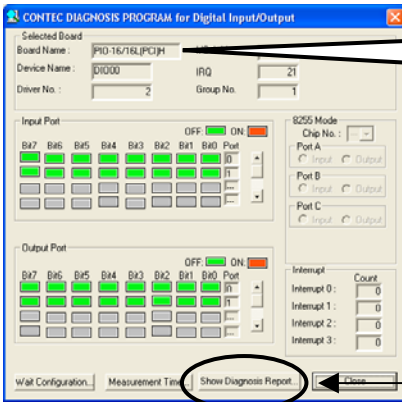 CONTEC DIAGNOSIS PROGRAM for Digital Input/Output
Selected Board
Board Name : PIO-16/16L(PCI)H
Device Name : DIO00 IRQ 21
Driver No. : 2 Group No. 1
Input Port
OFF: ON:
Bit7 Bit6 Bit5 Bit4 Bit3 Bit2 Bit1 Bit0 Port
0
1
---
---
Output Port
OFF: ON:
Bit7 Bit6 Bit5 Bit4 Bit3 Bit2 Bit1 Bit0 Port
0
1
---
---
8255 Mode
Chip No. : --
Port A
Input Output
Port B
Input Output
Port C
Input Output
Interrupt
Count
Interrupt 0 : 0
Interrupt 1 : 0
Interrupt 2 : 0
Interrupt 3 : 0
Wait Configuration... Measurement Time... Show Diagnosis Report... Close